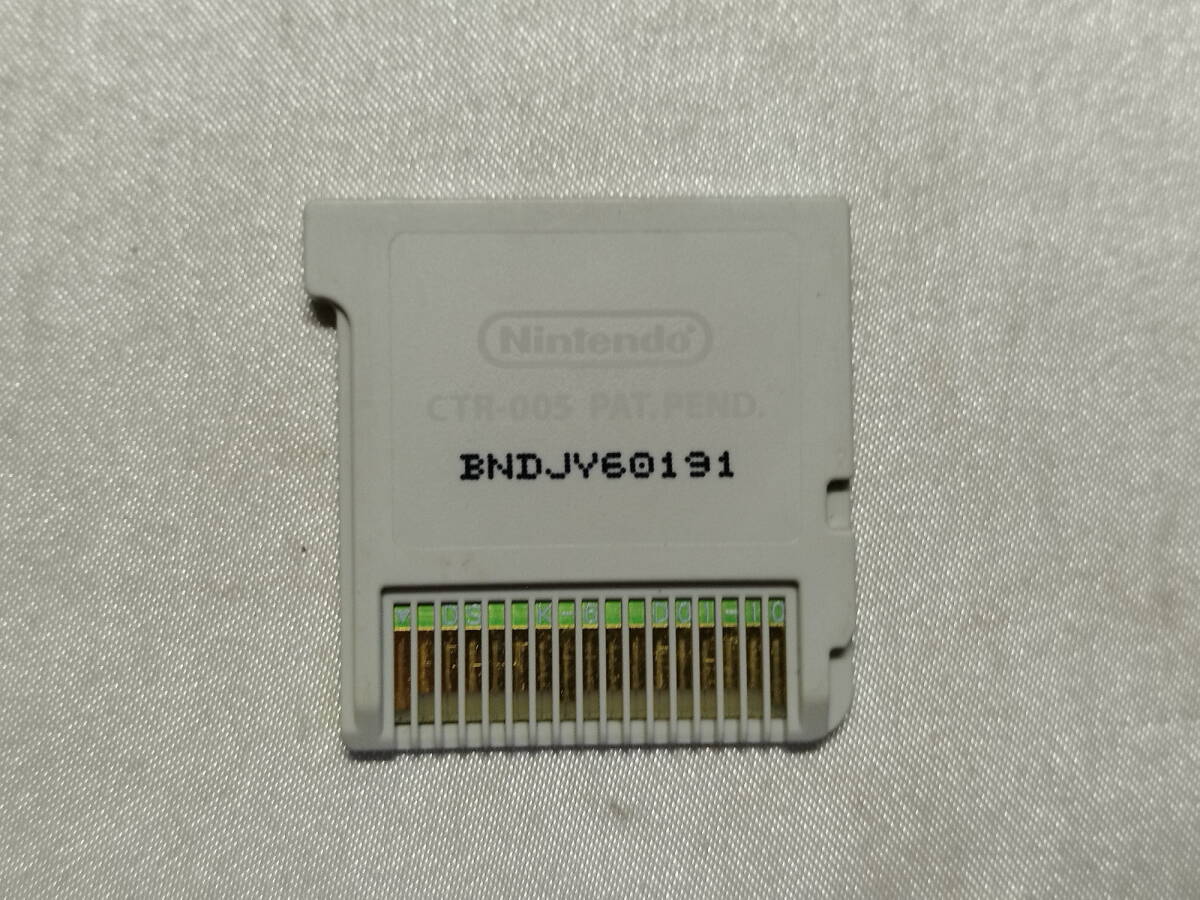 Nintendo®
CTR-005 PAT. PEND.
BNDJY60191